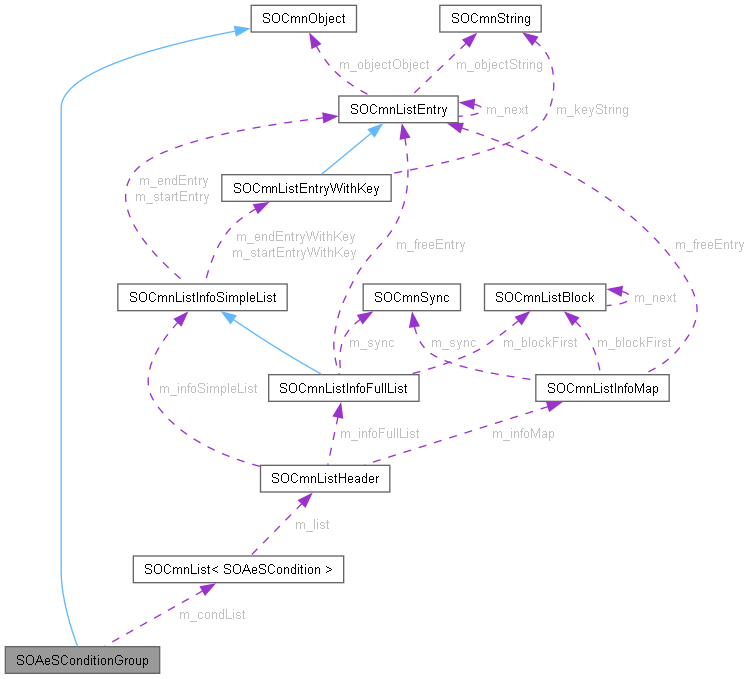 SOCmnObject
SOCmnString
m_objectObject
m_objectString
SOCmnListEntry
m_next
m_keyString
m_endEntry
m_startEntry
SOCmnListEntryWithKey
m_endEntryWithKey
m_startEntryWithKey
m_freeEntry
m_freeEntry
SOCmnListInfoSimpleList
SOCmnSync
SOCmnListBlock
m_next
m_sync
m_sync
m_blockFirst
m_blockFirst
m_infoSimpleList
SOCmnListInfoFullList
SOCmnListInfoMap
m_infoFullList
m_infoMap
SOCmnListHeader
m_list
SOCmnList< SOAeSCondition >
m_condList
SOAeSConditionGroup